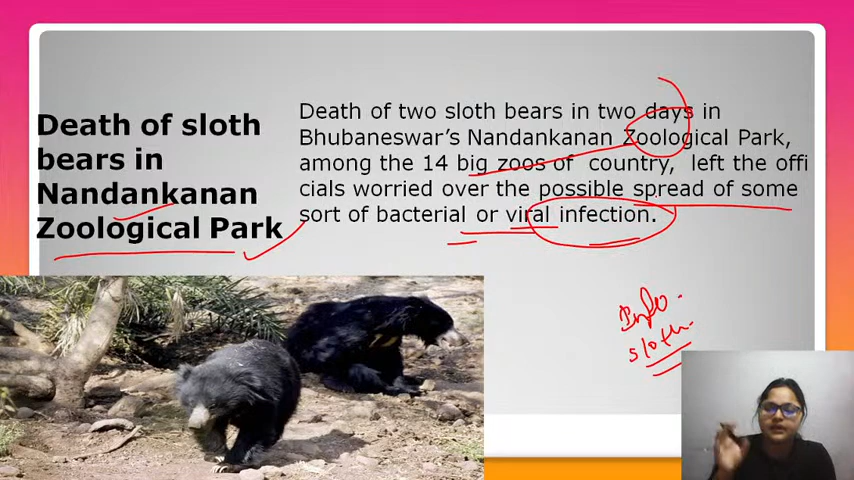 Death of sloth
bears in
Nandankanan
Zoological Park
Death of two sloth bears in two days in
Bhubaneswar's Nandankanan Zoological Park,
among the 14 big zoos of country, left the offi
cials worried over the possible spread of some
sort of bacterial or viral infection.
Info.
sloth.